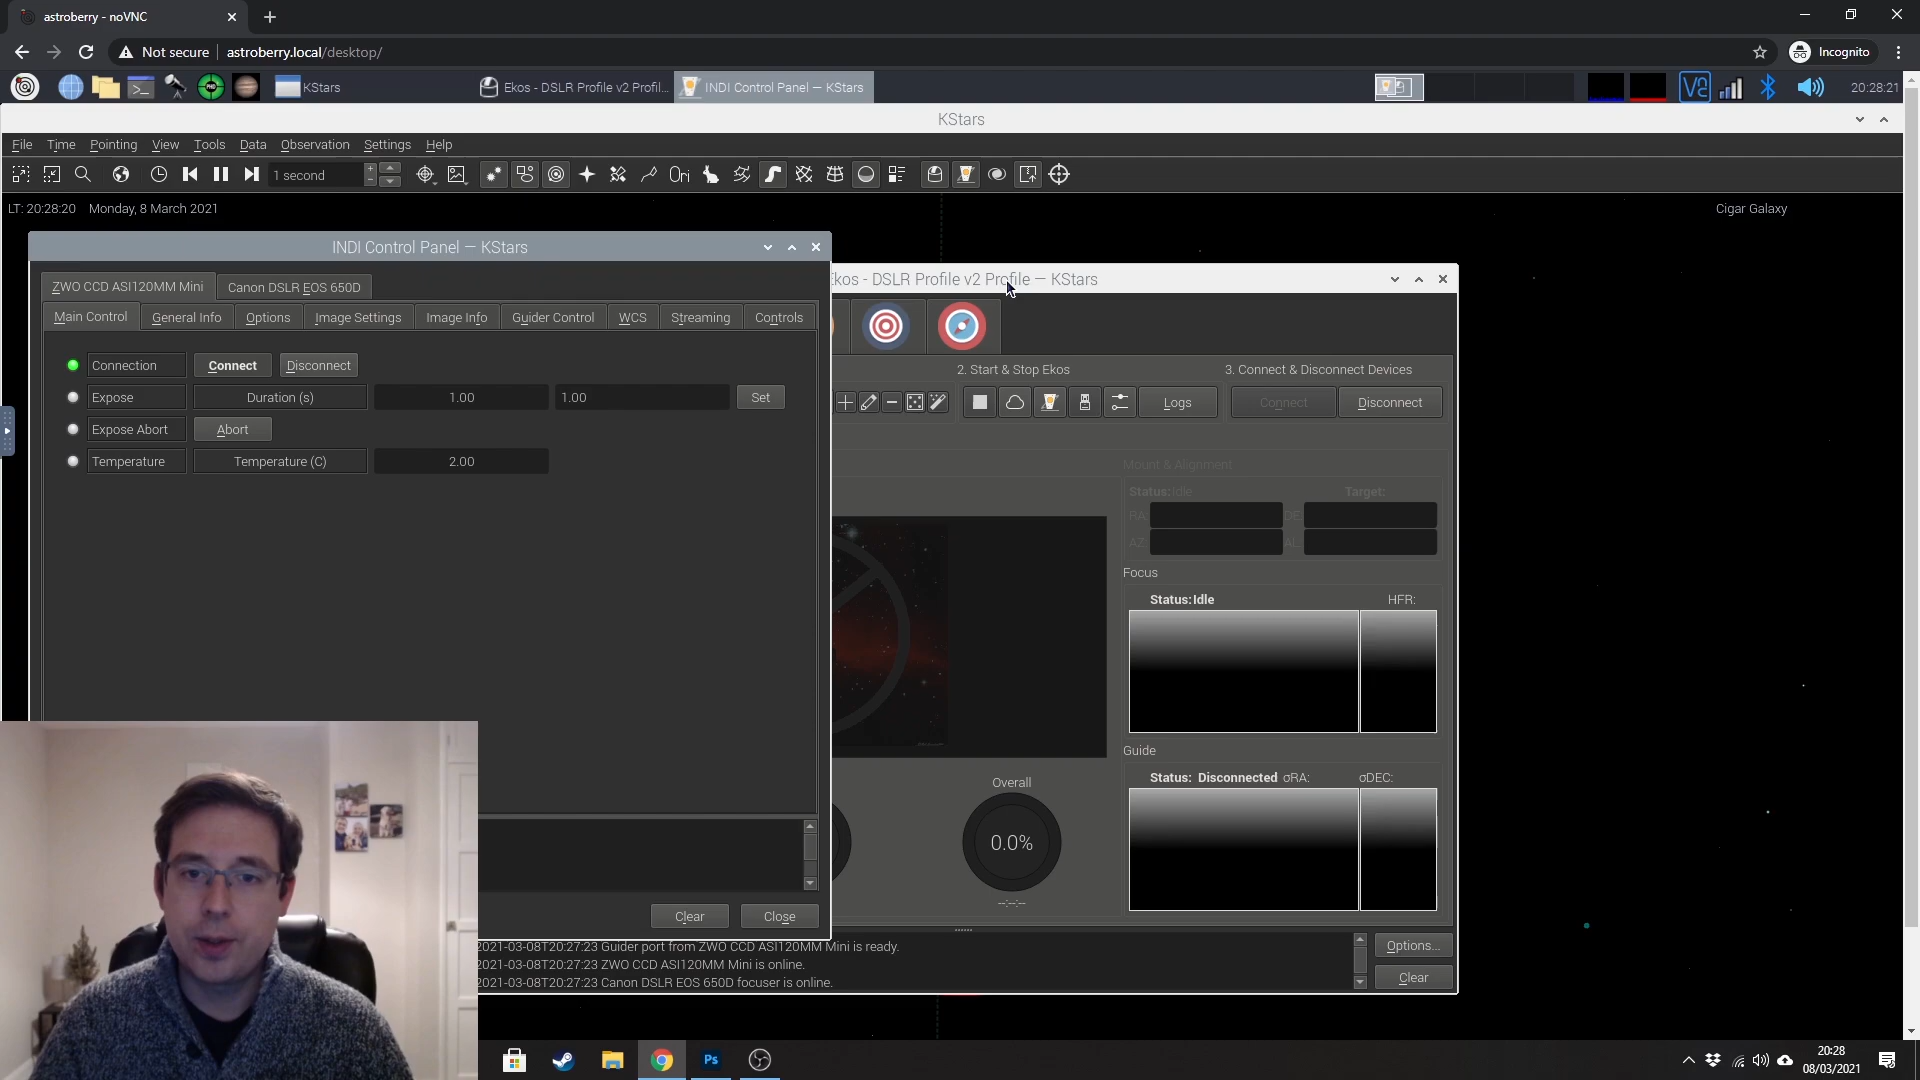 astroberry - noVNC
Not secure astroberry.local/desktop/
Incognito
KStars
Ekos - DSLR Profile v2 Profil...
INDI Control Panel — KStars
20:28:21
KStars
File Time Pointing View Tools Data Observation Settings Help
1 second
Ori
LT: 20:28:20 Monday, 8 March 2021
Cigar Galaxy
INDI Control Panel — KStars
Ekos - DSLR Profile v2 Profile — KStars
ZWO CCD ASI120MM Mini
Canon DSLR EOS 650D
Main Control General Info Options Image Settings Image Info Guider Control WCS Streaming Controls
Connection Connect Disconnect
Expose Duration (s) 1.00 1.00 Set
Expose Abort Abort
Temperature Temperature (C) 2.00
2. Start & Stop Ekos
3. Connect & Disconnect Devices
Logs
Connect
Disconnect
Mount & Alignment
Status: Idle Target:
RA: DE:
AZ: AL:
Focus
Status: Idle HFR:
Guide
Status: Disconnected σRA: σDEC:
Overall
0.0%
--:--:--
Clear Close
2021-03-08T20:27:23 Guider port from ZWO CCD ASI120MM Mini is ready.
2021-03-08T20:27:23 ZWO CCD ASI120MM Mini is online.
2021-03-08T20:27:23 Canon DSLR EOS 650D focuser is online.
Options...
Clear
Ps
20:28
08/03/2021